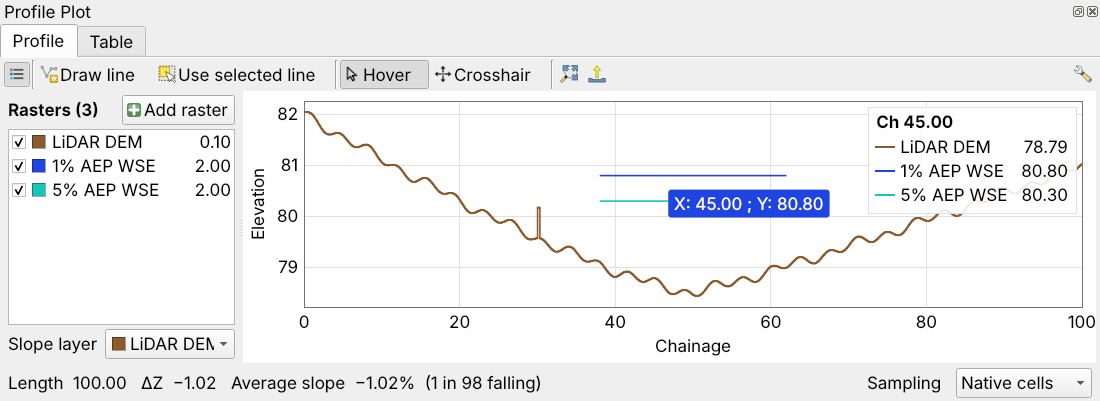 Profile Plot
Profile Table
Draw line Use selected line Hover Crosshair
Rasters (3) Add raster
LiDAR DEM 0.10
1% AEP WSE 2.00
5% AEP WSE 2.00
Slope layer LiDAR DEM
Elevation
82
81
80
79
0 20 40 60 80 100
Chainage
Ch 45.00
LiDAR DEM 78.79
1% AEP WSE 80.80
5% AEP WSE 80.30
X: 45.00 ; Y: 80.80
Length 100.00 ΔZ −1.02 Average slope −1.02% (1 in 98 falling) Sampling Native cells